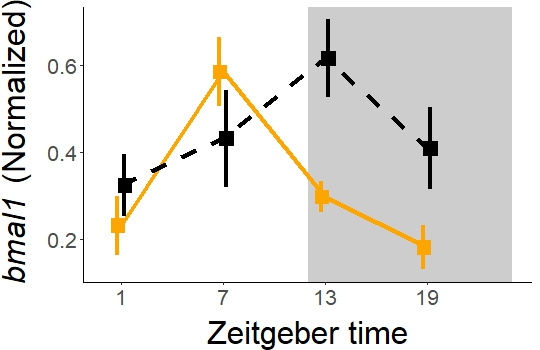 bmal1 (Normalized)
0.6
0.4
0.2
1 7 13 19
Zeitgeber time